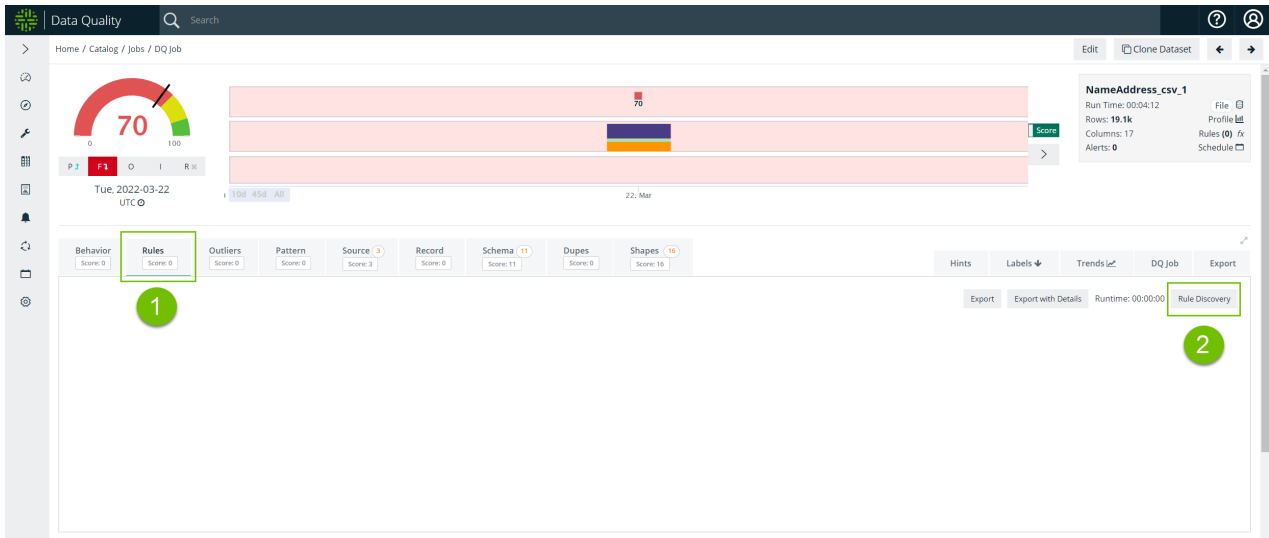 Data Quality
Search
Home / Catalog / Jobs / DQ Job
Edit
Clone Dataset
70
0
100
P
F
O
I
R
Tue, 2022-03-22
UTC
70
10d 45d All
22. Mar
Score
NameAddress_csv_1
Run Time: 00:04:12
File
Rows: 19.1k
Profile
Columns: 17
Rules (0) fx
Alerts: 0
Schedule
Behavior
Score: 0
Rules
Score: 0
Outliers
Score: 0
Pattern
Score: 0
Source 3
Score: 3
Record
Score: 0
Schema 11
Score: 11
Dupes
Score: 0
Shapes 16
Score: 16
Hints
Labels
Trends
DQ Job
Export
1
Export
Export with Details
Runtime: 00:00:00
Rule Discovery
2